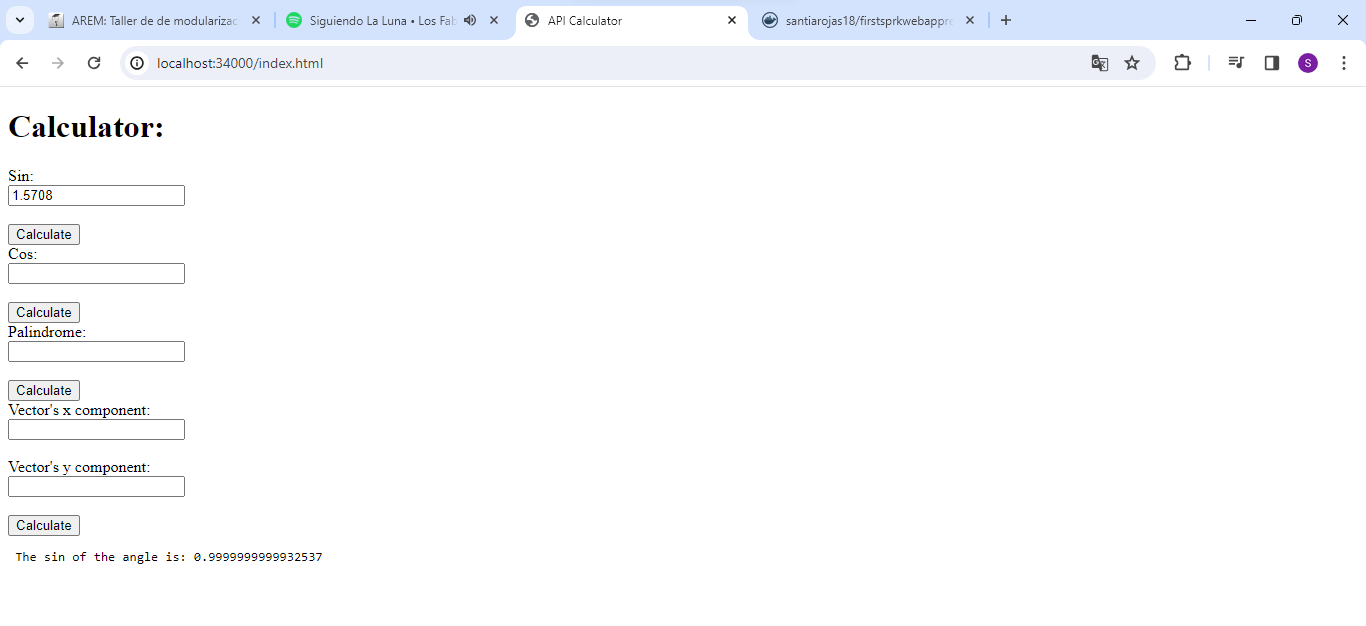 AREM: Taller de de modularizac
Siguiendo La Luna • Los Fab
API Calculator
santiarojas18/firstsprkwebappre
localhost:34000/index.html
S
Calculator:
Sin:
1.5708
Calculate
Cos:
Calculate
Palindrome:
Calculate
Vector's x component:
Vector's y component:
Calculate
The sin of the angle is: 0.9999999999932537